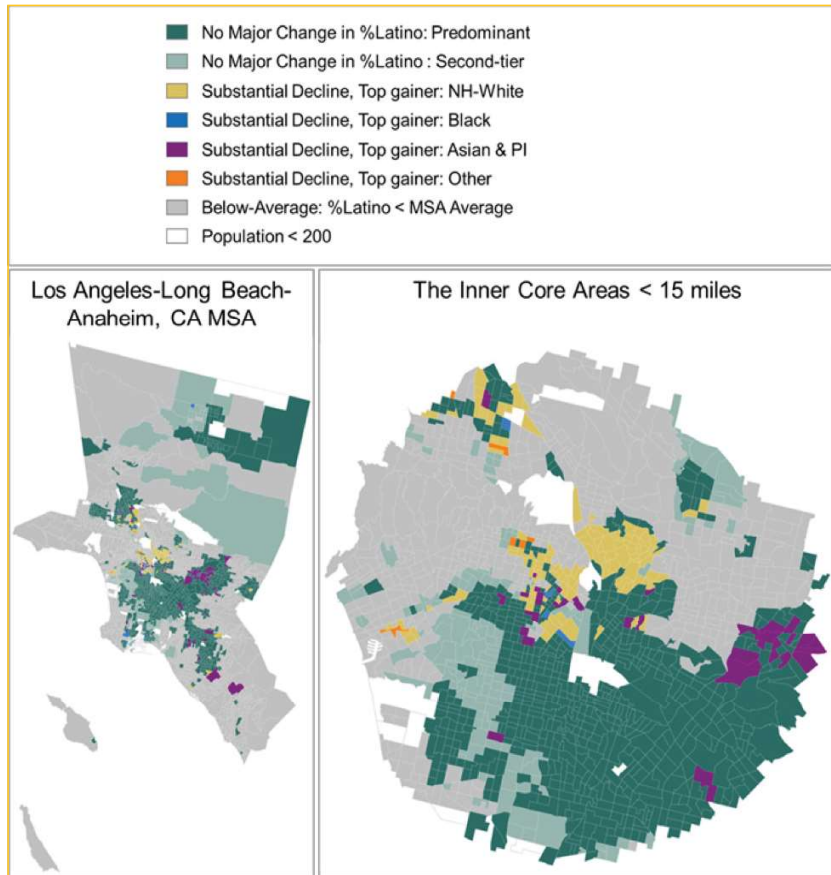 No Major Change in %Latino: Predominant
No Major Change in %Latino : Second-tier
Substantial Decline, Top gainer: NH-White
Substantial Decline, Top gainer: Black
Substantial Decline, Top gainer: Asian & PI
Substantial Decline, Top gainer: Other
Below-Average: %Latino < MSA Average
Population < 200
Los Angeles-Long Beach-
Anaheim, CA MSA
The Inner Core Areas < 15 miles